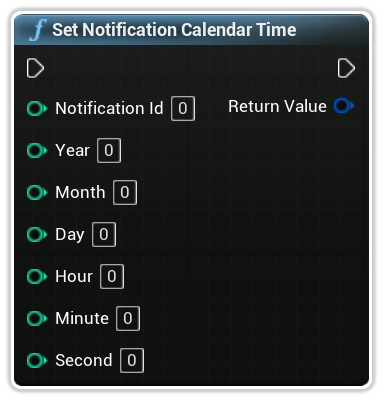 f Set Notification Calendar Time
Notification Id 0 Return Value
Year 0
Month 0
Day 0
Hour 0
Minute 0
Second 0